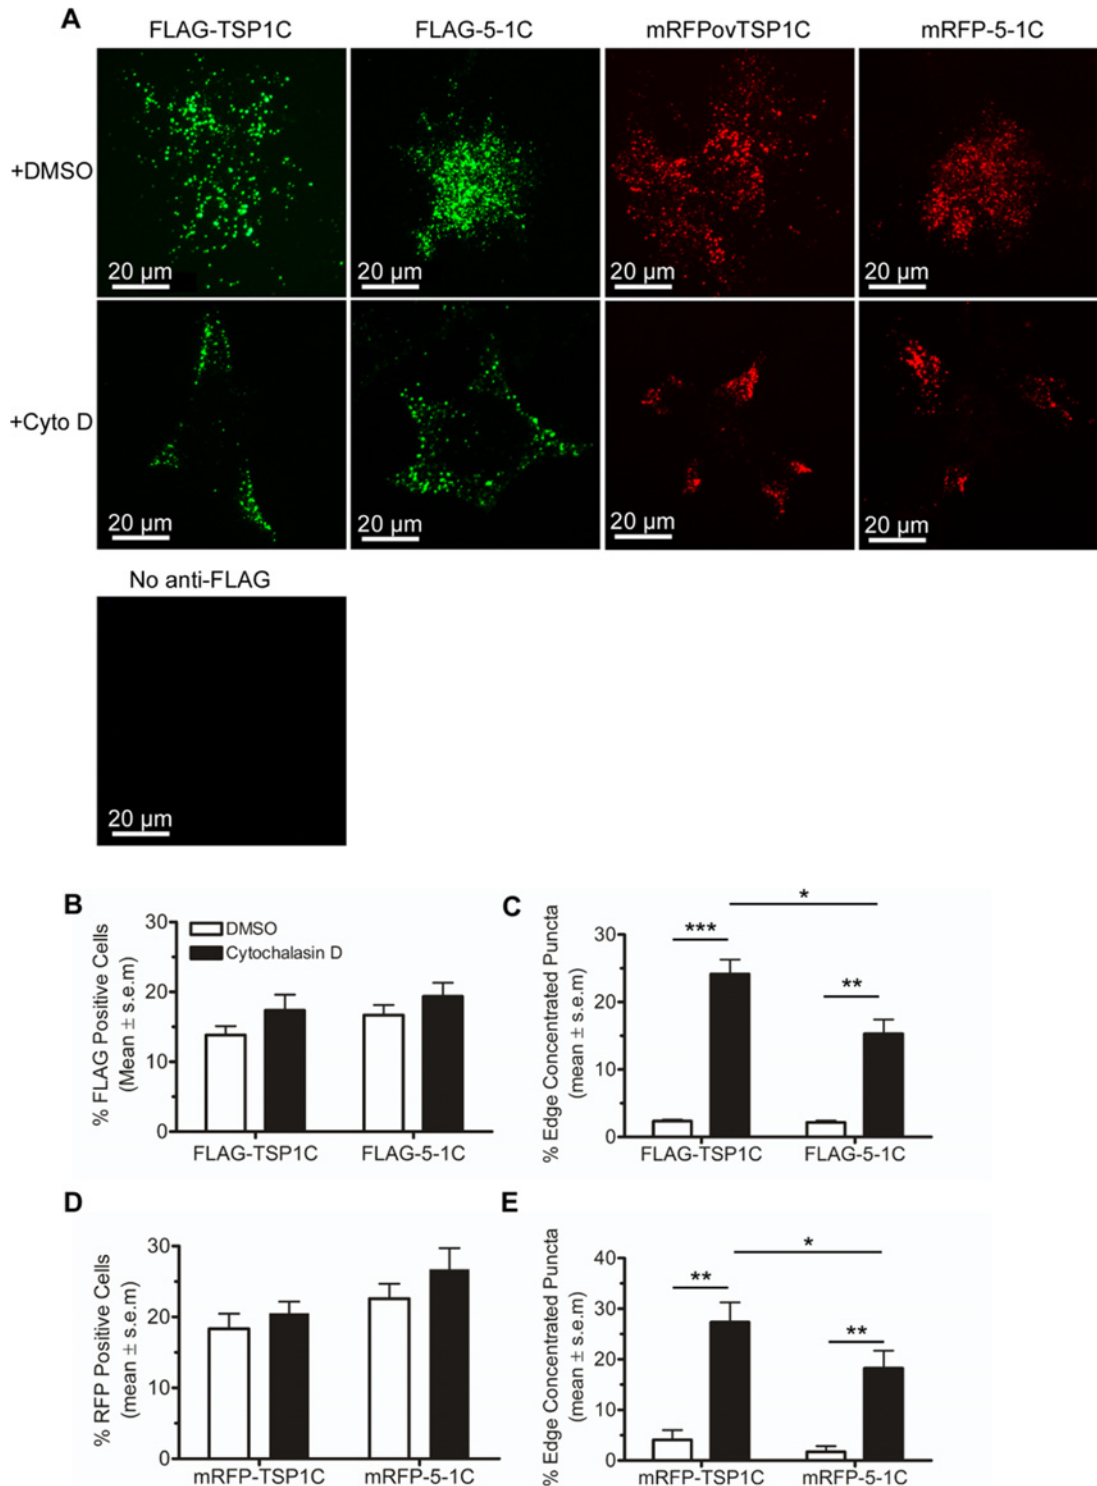 A
FLAG-TSP1C FLAG-5-1C mRFPovTSP1C mRFP-5-1C
+DMSO
20 µm 20 µm 20 µm 20 µm
+Cyto D
20 µm 20 µm 20 µm 20 µm
No anti-FLAG
20 µm
B
% FLAG Positive Cells
(Mean ± s.e.m)
30
20
10
0
DMSO
Cytochalasin D
FLAG-TSP1C FLAG-5-1C
C
% Edge Concentrated Puncta
(mean ± s.e.m)
30
20
10
0
*
***
**
FLAG-TSP1C FLAG-5-1C
D
% RFP Positive Cells
(mean ± s.e.m)
30
20
10
0
mRFP-TSP1C mRFP-5-1C
E
% Edge Concentrated Puncta
(mean ± s.e.m)
40
30
20
10
0
*
**
**
mRFP-TSP1C mRFP-5-1C